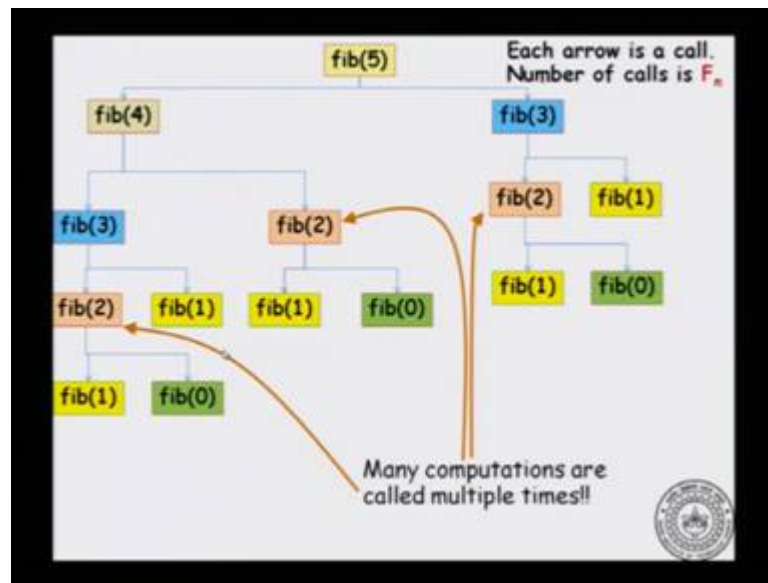 fib(5)
Each arrow is a call.
Number of calls is Fn
fib(4)
fib(3)
fib(3)
fib(2)
fib(2)
fib(1)
fib(2)
fib(1)
fib(1)
fib(0)
fib(1)
fib(0)
fib(1)
fib(0)
Many computations are
called multiple times!!